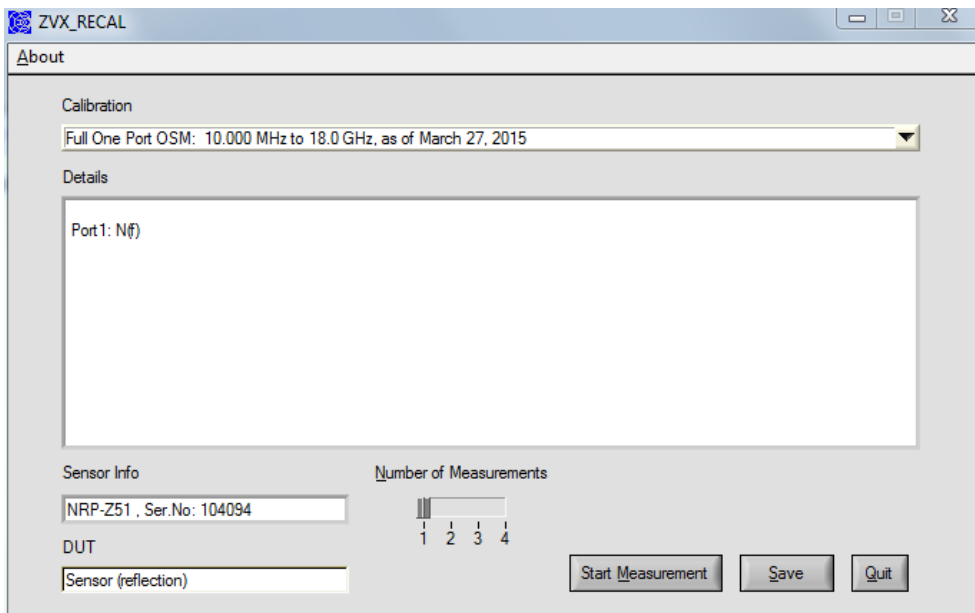 ZVX_RECAL
About
Calibration
Full One Port OSM: 10.000 MHz to 18.0 GHz, as of March 27, 2015
Details
Port1: N(f)
Sensor Info
Number of Measurements
NRP-Z51 , Ser.No: 104094
1 2 3 4
DUT
Sensor (reflection)
Start Measurement
Save
Quit